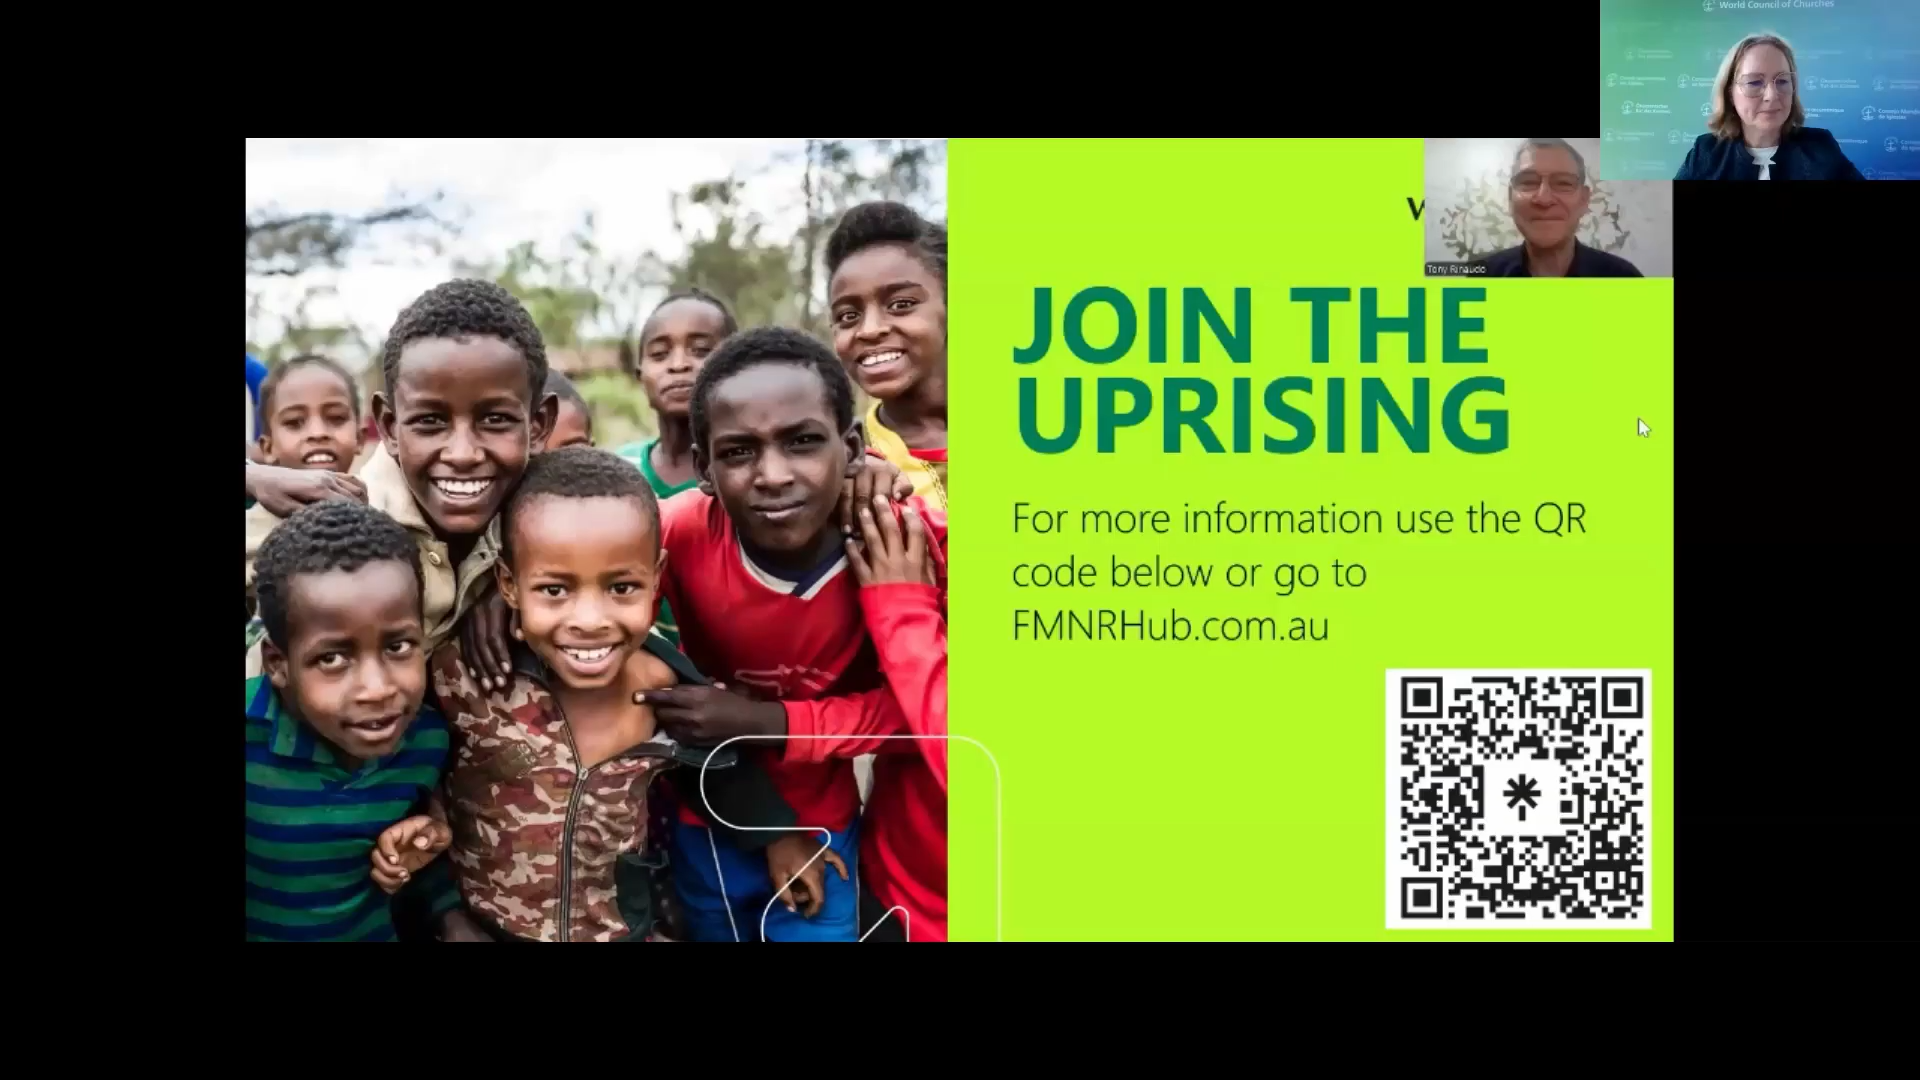 World Council of Churches
W
Tony Rinaudo
JOIN THE
UPRISING
For more information use the QR
code below or go to
FMNRHub.com.au